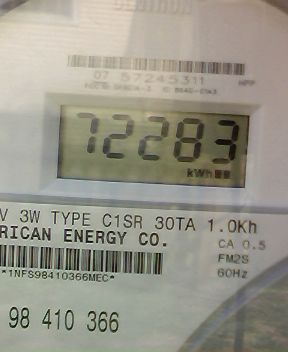 CENTRON
07 57245311
72283
kWh
V 3W TYPE C1SR 30TA 1.0Kh
RICAN ENERGY CO.
CA 0.5
FM2S
60Hz
*1NFS98410366MEC*
98 410 366